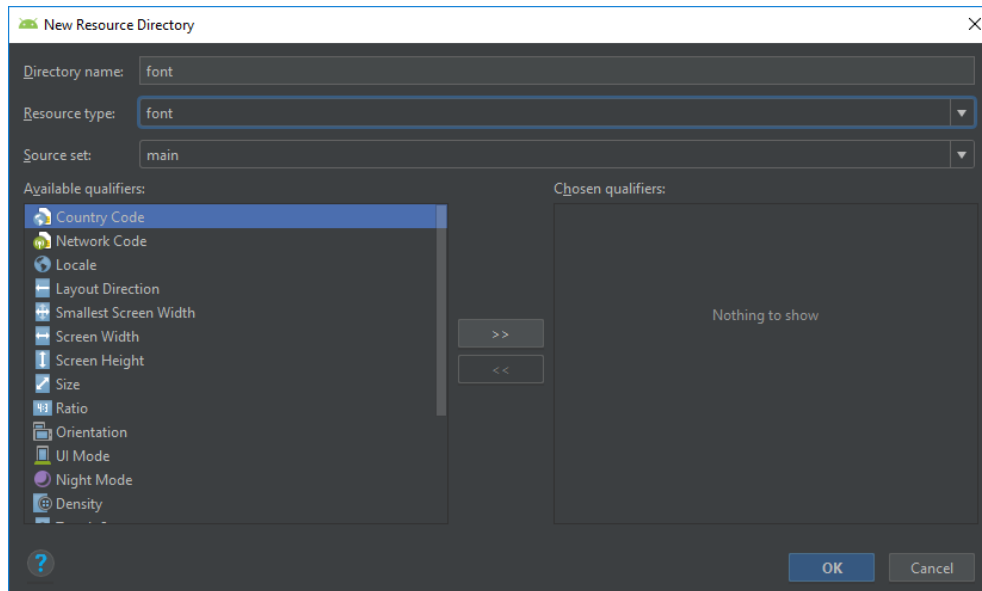 New Resource Directory
Directory name: font
Resource type: font
Source set: main
Available qualifiers:
Chosen qualifiers:
Country Code
Network Code
Locale
Layout Direction
Smallest Screen Width
Screen Width
Screen Height
Size
Ratio
Orientation
UI Mode
Night Mode
Density
>>
<<
Nothing to show
?
OK
Cancel